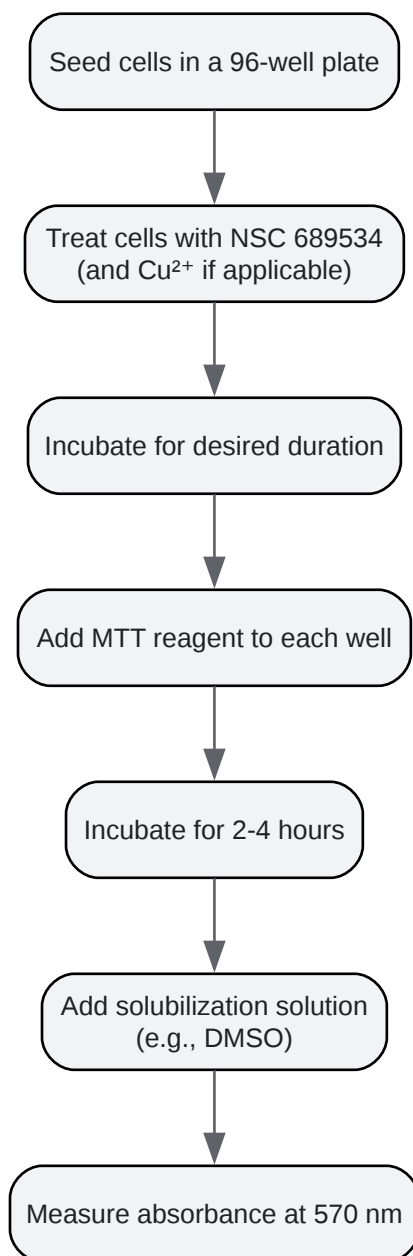 Seed cells in a 96-well plate
Treat cells with NSC 689534
(and Cu²⁺ if applicable)
Incubate for desired duration
Add MTT reagent to each well
Incubate for 2-4 hours
Add solubilization solution
(e.g., DMSO)
Measure absorbance at 570 nm